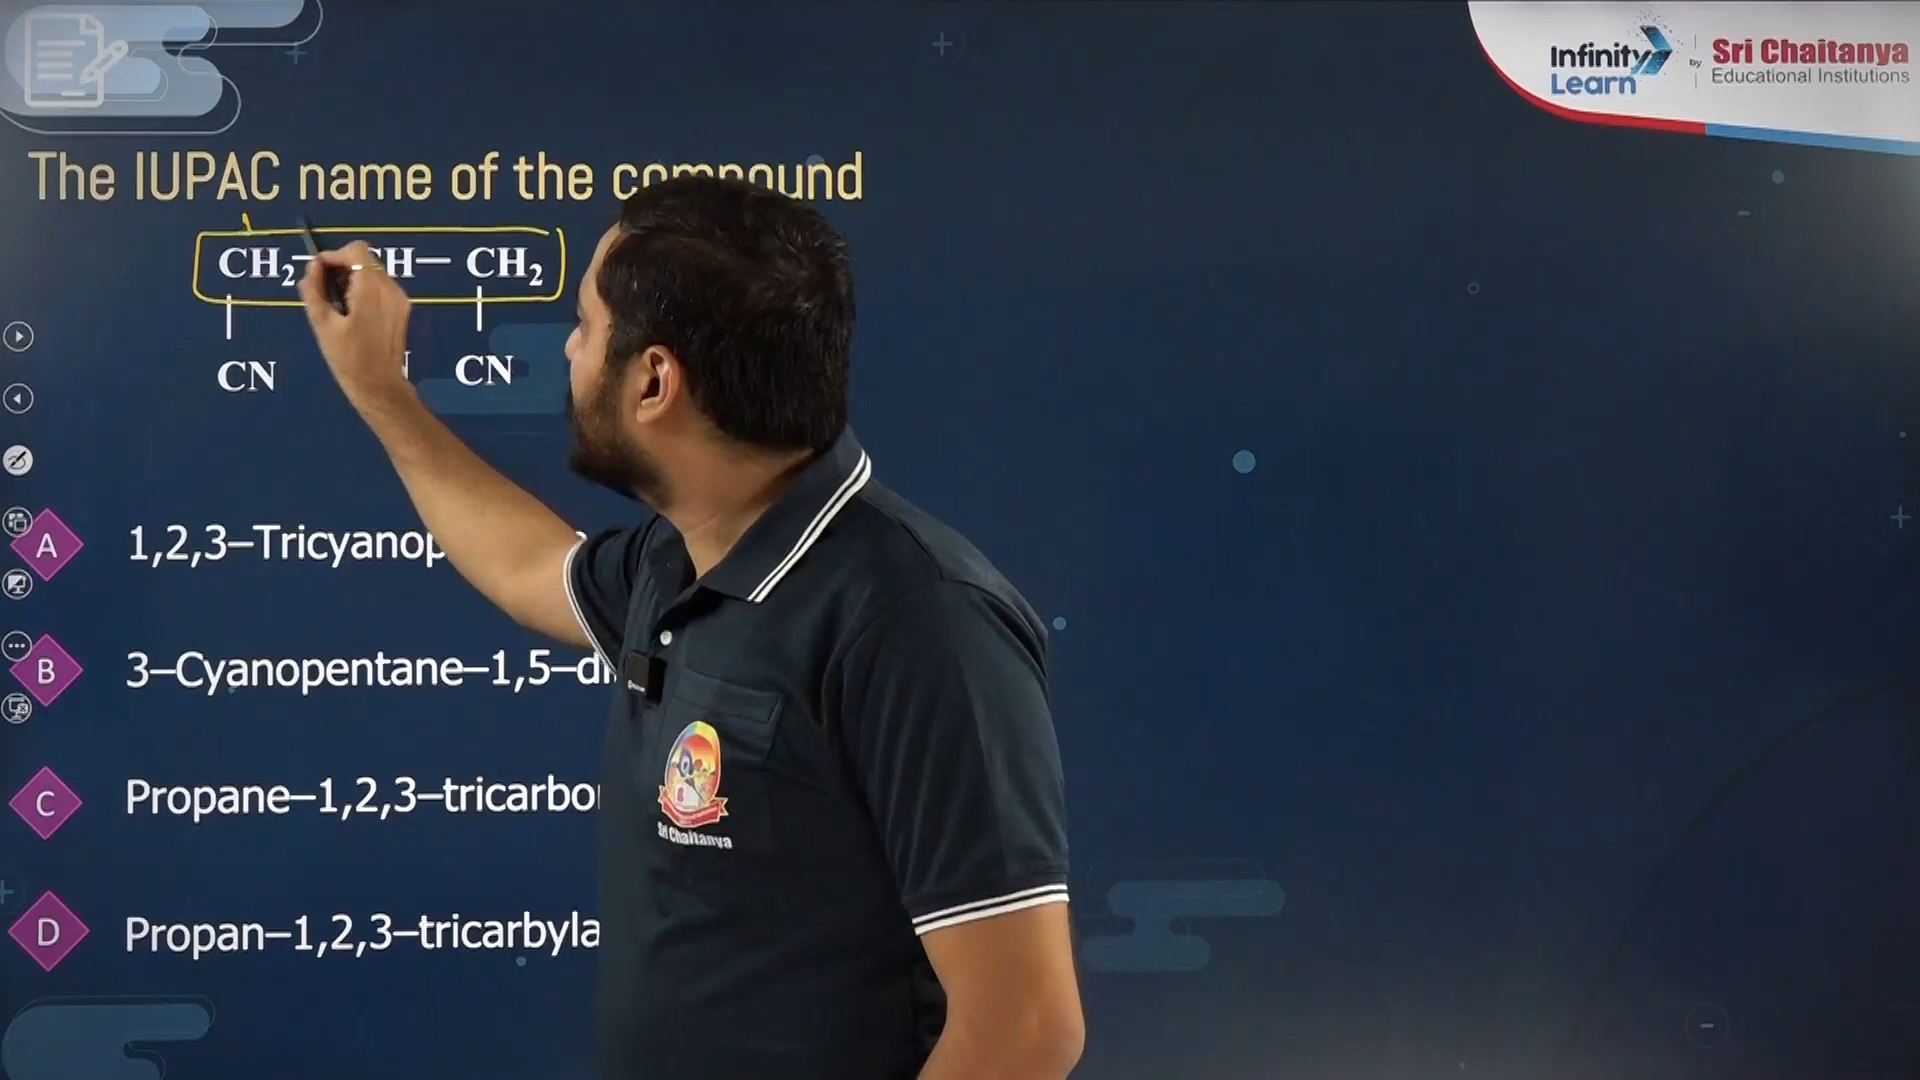 Infinity Learn by Sri Chaitanya
Educational Institutions
The IUPAC name of the compound
CH₂ CH— CH₂
CN CN
A 1,2,3–Tricyanop
B 3–Cyanopentane–1,5–di
C Propane–1,2,3–tricarbo
D Propan–1,2,3–tricarbyla
Sri Chaitanya